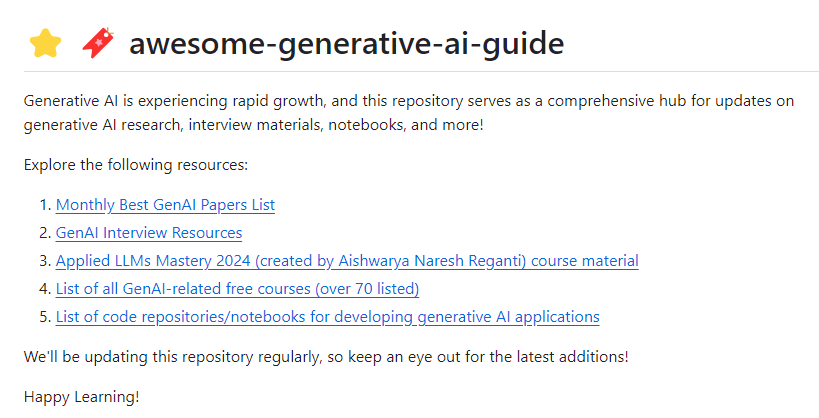 ⭐ 🔖 awesome-generative-ai-guide
Generative AI is experiencing rapid growth, and this repository serves as a comprehensive hub for updates on
generative AI research, interview materials, notebooks, and more!
Explore the following resources:
1. Monthly Best GenAI Papers List
2. GenAI Interview Resources
3. Applied LLMs Mastery 2024 (created by Aishwarya Naresh Reganti) course material
4. List of all GenAI-related free courses (over 70 listed)
5. List of code repositories/notebooks for developing generative AI applications
We'll be updating this repository regularly, so keep an eye out for the latest additions!
Happy Learning!